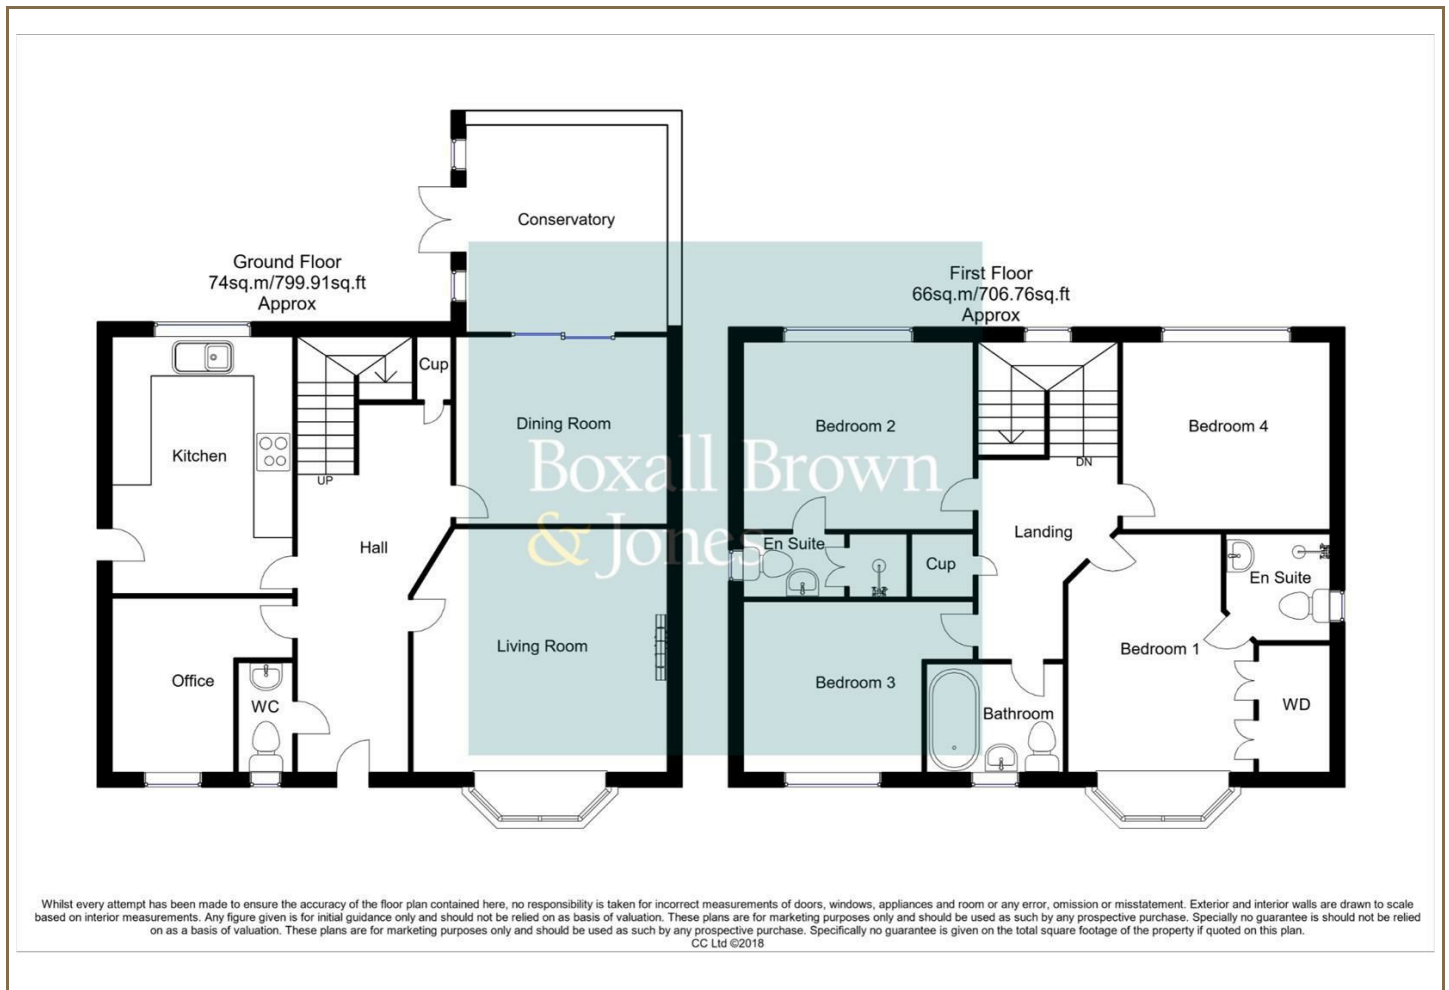 Conservatory
Ground Floor
74sq.m/799.91sq.ft
Approx
First Floor
66sq.m/706.76sq.ft
Approx
Cup
Dining Room
Kitchen
UP
Hall
Living Room
Office
WC
Bedroom 2
Bedroom 4
DN
Landing
En Suite
Cup
En Suite
Bedroom 1
Bedroom 3
Bathroom
WD
Boxall Brown
& Jones
Whilst every attempt has been made to ensure the accuracy of the floor plan contained here, no responsibility is taken for incorrect measurements of doors, windows, appliances and room or any error, omission or misstatement. Exterior and interior walls are drawn to scale
based on interior measurements. Any figure given is for initial guidance only and should not be relied on as basis of valuation. These plans are for marketing purposes only and should be used as such by any prospective purchase. Specially no guarantee is should not be relied
on as a basis of valuation. These plans are for marketing purposes only and should be used as such by any prospective purchase. Specifically no guarantee is given on the total square footage of the property if quoted on this plan.
CC Ltd ©2018